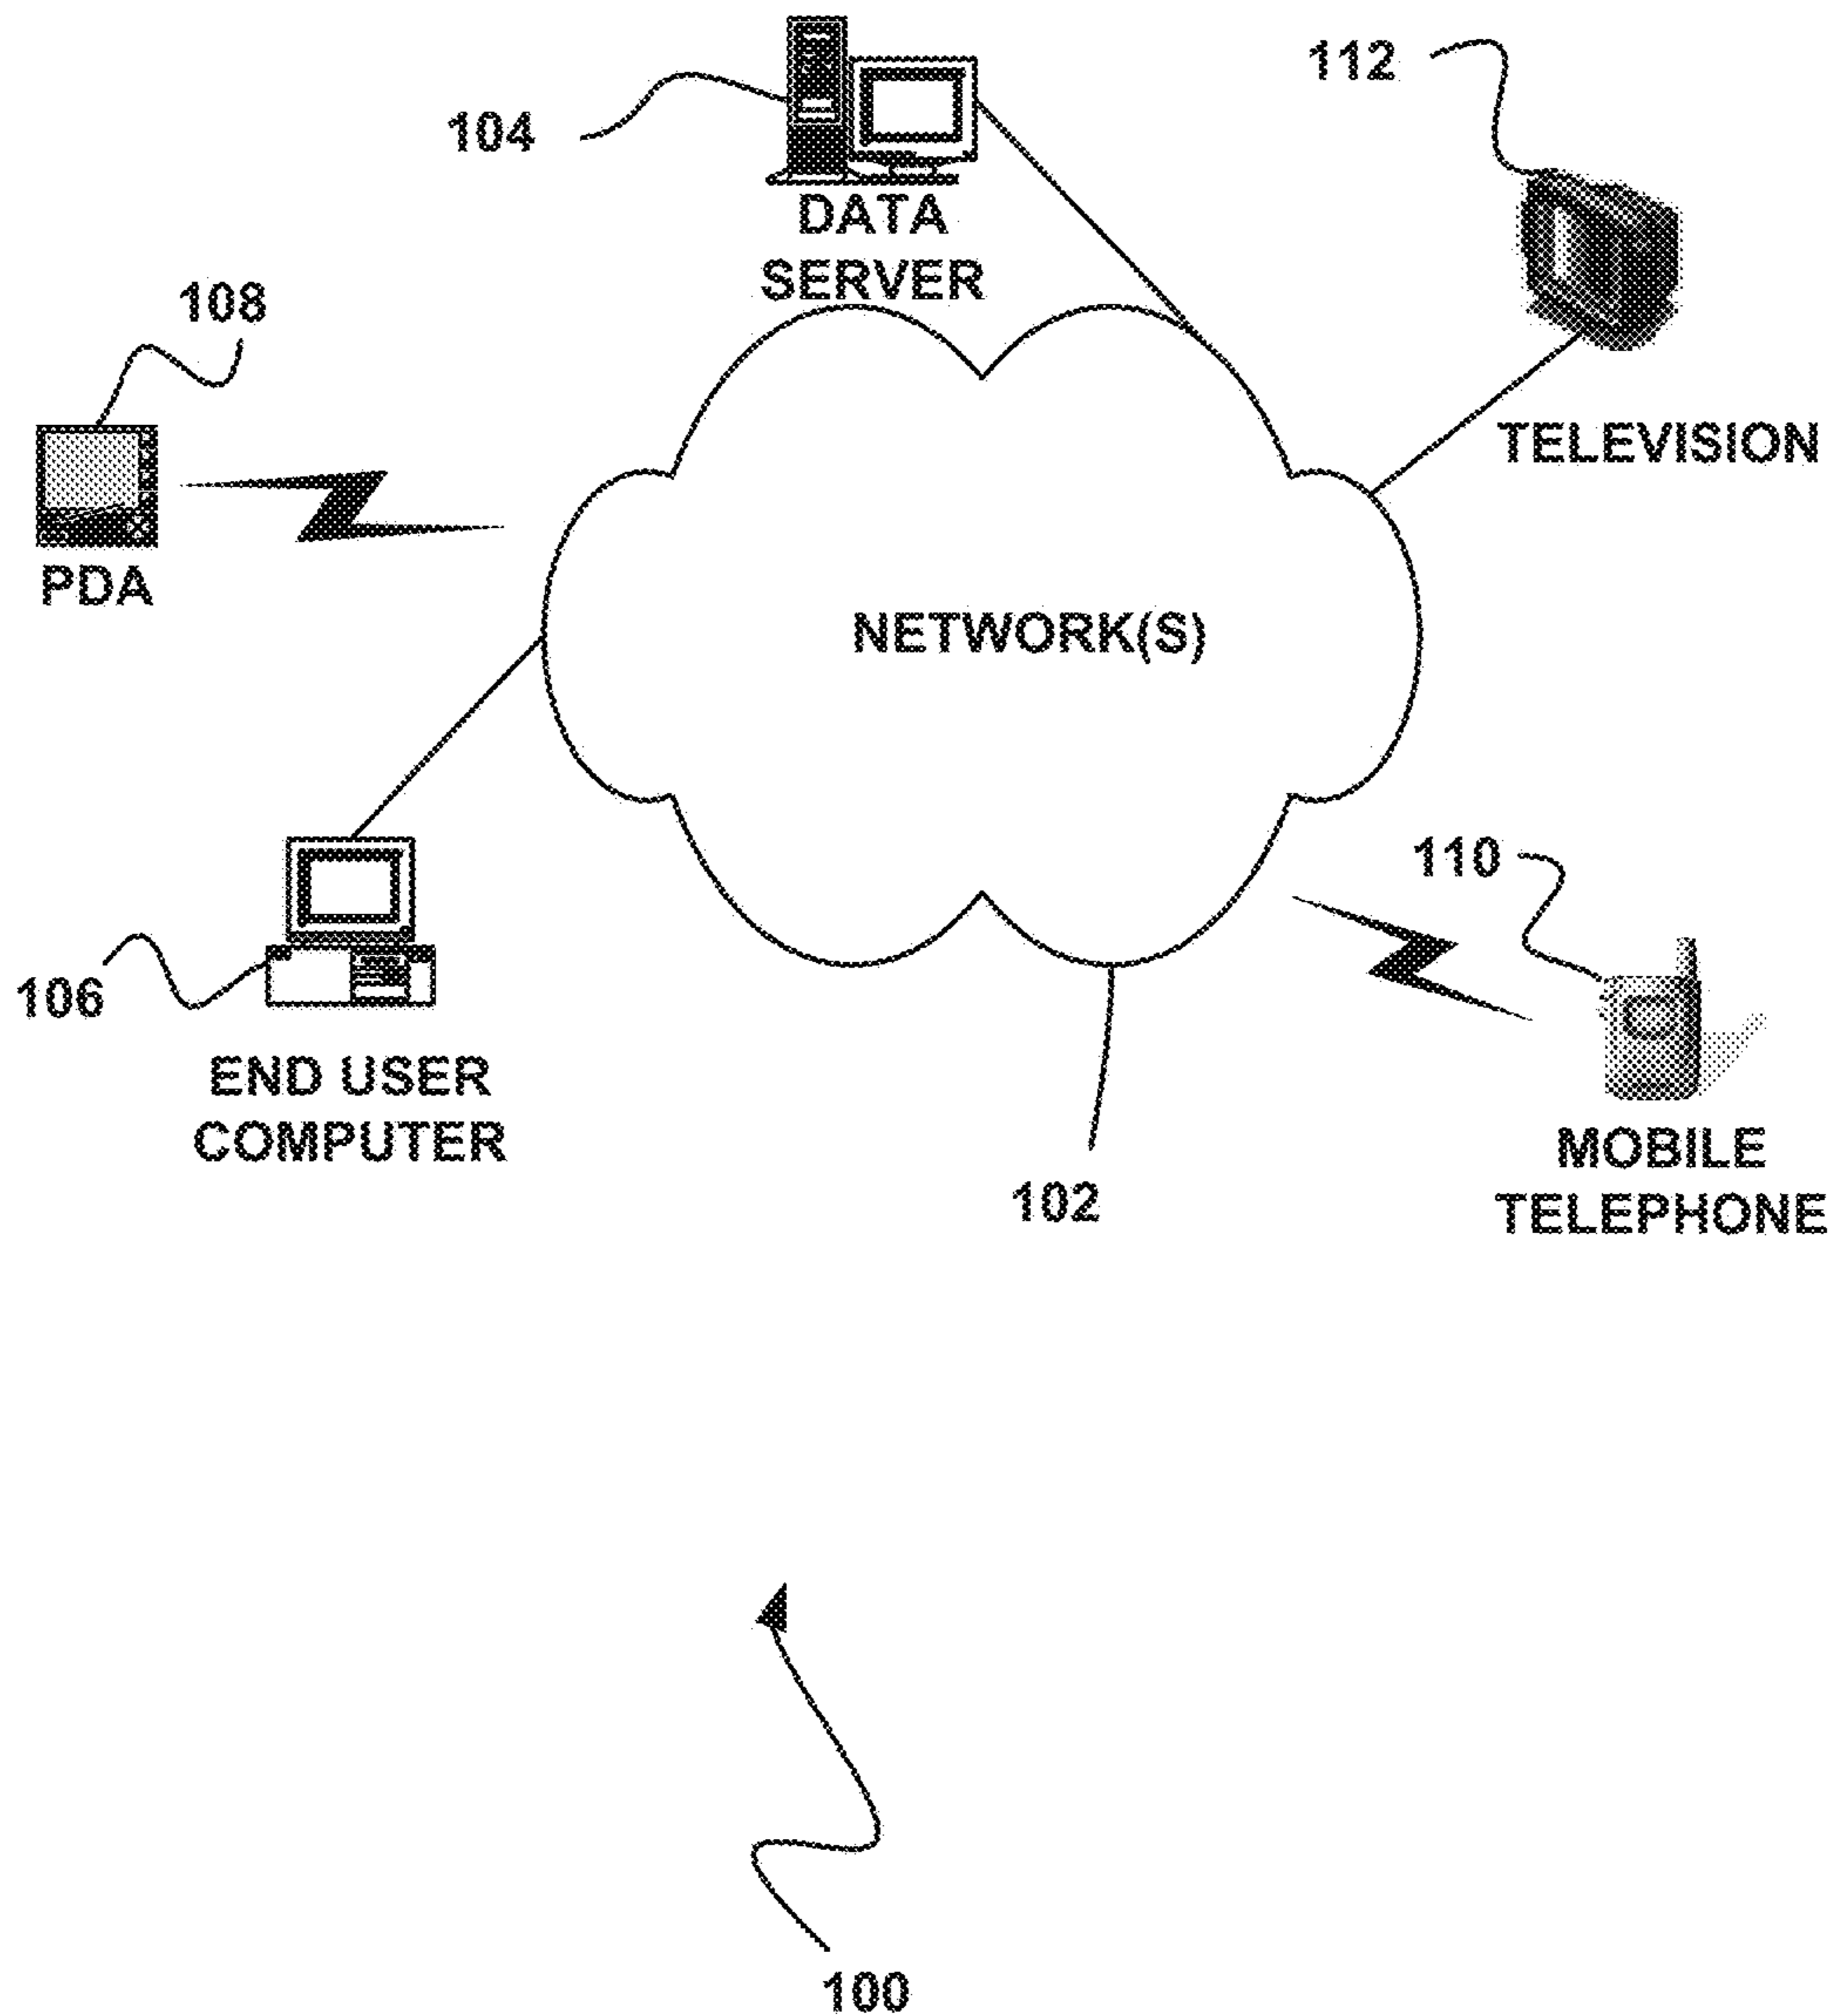 104
DATA
SERVER
112
TELEVISION
108
PDA
NETWORK(S)
106
END USER
COMPUTER
102
110
MOBILE
TELEPHONE
100